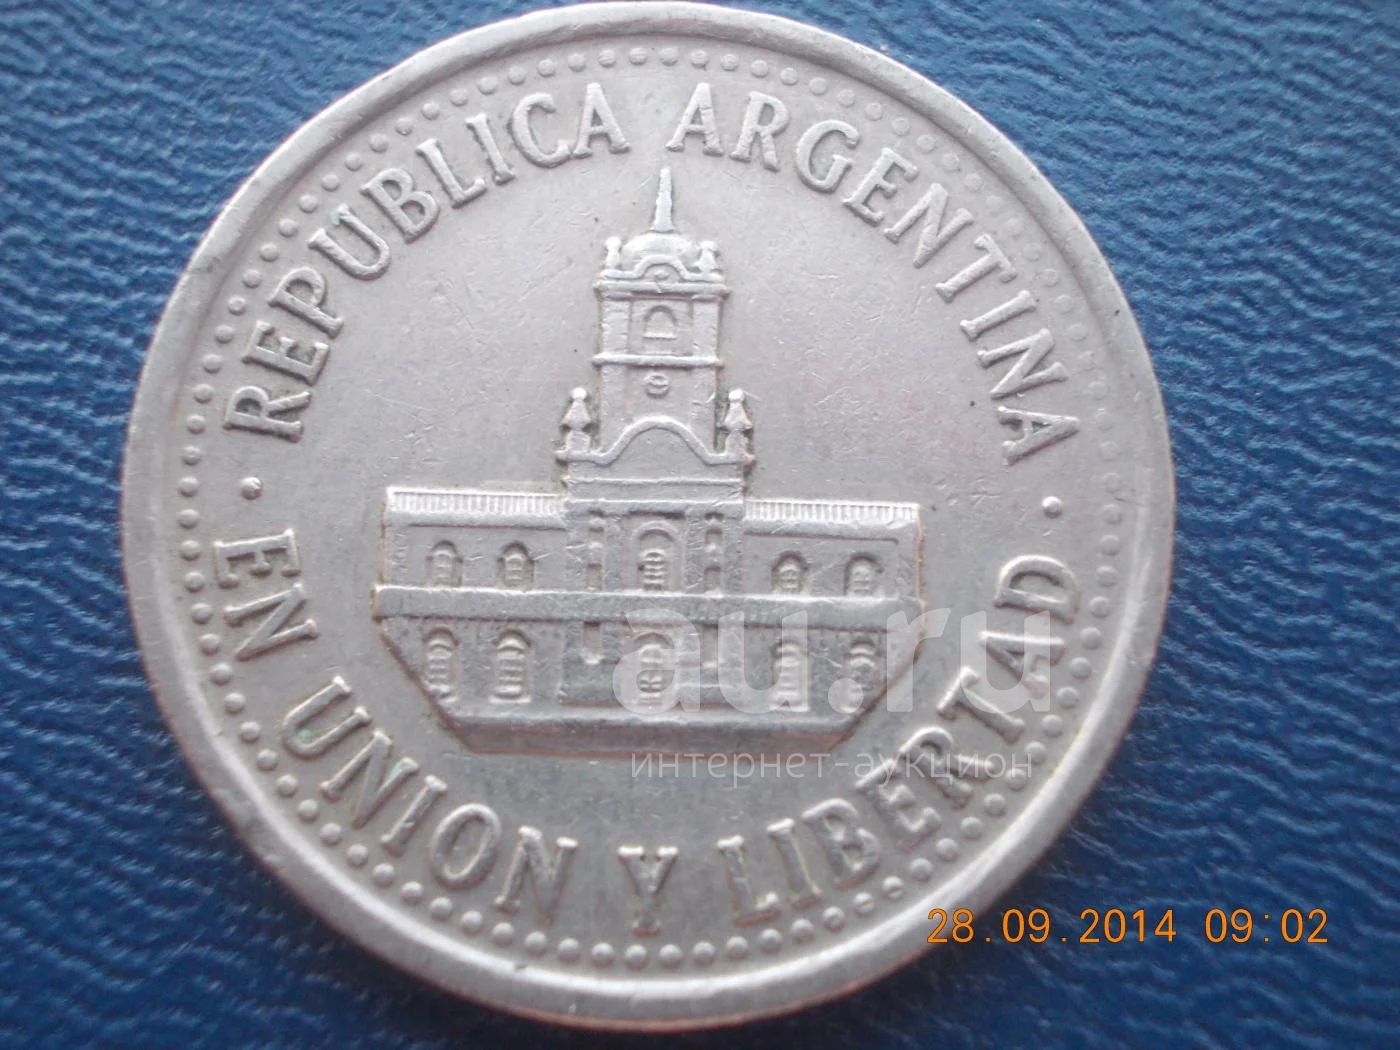 REPUBLICA ARGENTINA
· EN UNION Y LIBERTAD ·
au.ru
интернет-аукцион
28.09.2014 09:02